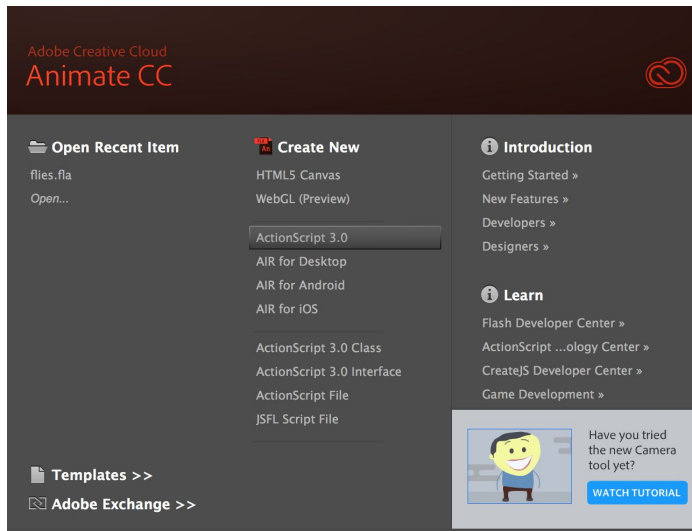 Adobe Creative Cloud
Animate CC
Open Recent Item
flies.fla
Open...
Templates >>
Adobe Exchange >>
Create New
HTML5 Canvas
WebGL (Preview)
ActionScript 3.0
AIR for Desktop
AIR for Android
AIR for iOS
ActionScript 3.0 Class
ActionScript 3.0 Interface
ActionScript File
JSFL Script File
Introduction
Getting Started »
New Features »
Developers »
Designers »
Learn
Flash Developer Center »
ActionScript ...ology Center »
CreateJS Developer Center »
Game Development »
Have you tried
the new Camera
tool yet?
WATCH TUTORIAL